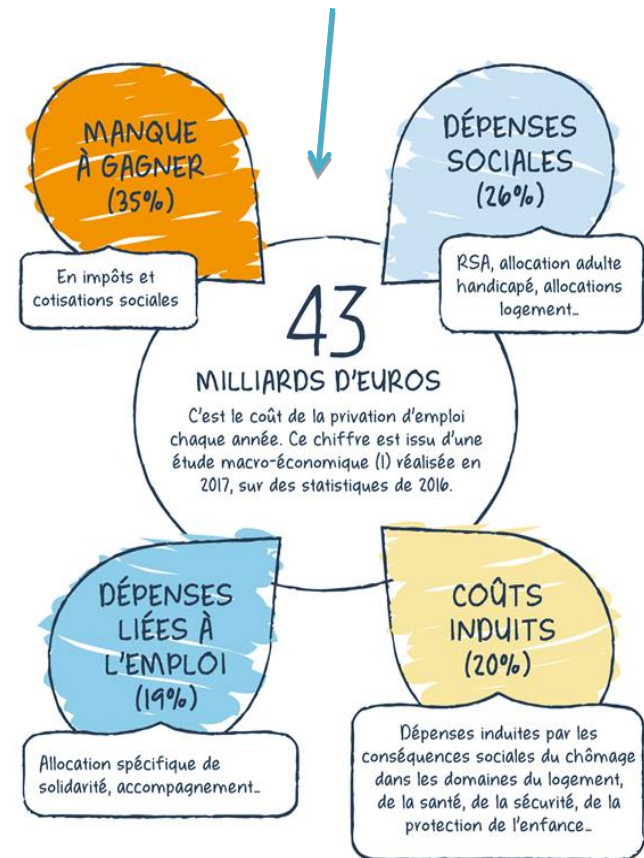 MANQUE
À GAGNER
(35%)
En impôts et
cotisations sociales
DÉPENSES
SOCIALES
(26%)
RSA, allocation adulte
handicapé, allocations
logement...
43
MILLIARDS D'EUROS
C'est le coût de la privation d'emploi
chaque année. Ce chiffre est issu d'une
étude macro-économique (1) réalisée en
2017, sur des statistiques de 2016.
DÉPENSES
LIÉES À
L'EMPLOI
(19%)
Allocation spécifique de
solidarité, accompagnement...
COÛTS
INDUITS
(20%)
Dépenses induites par les
conséquences sociales du chômage
dans les domaines du logement,
de la santé, de la sécurité, de la
protection de l'enfance...